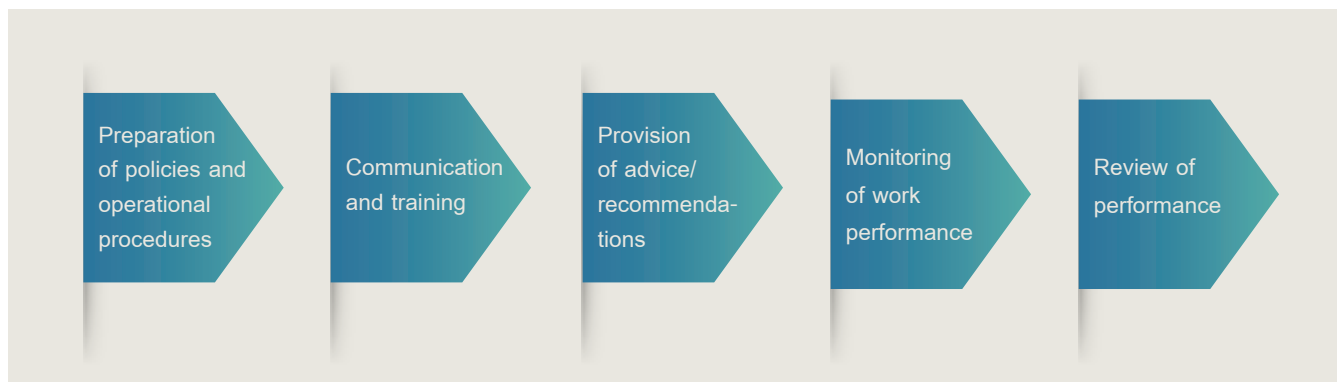 Preparation
of policies and
operational
procedures
Communication
and training
Provision
of advice/
recommenda-
tions
Monitoring
of work
performance
Review of
performance